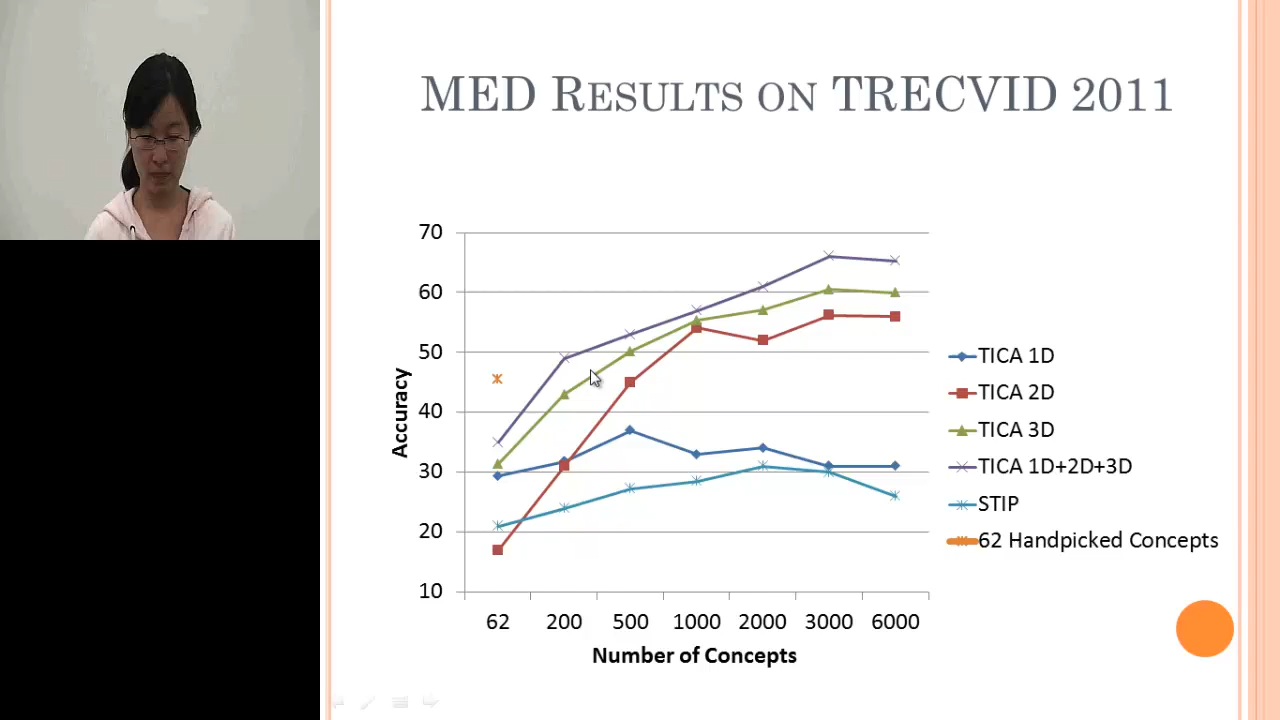 MED RESULTS ON TRECVID 2011
70
60
50
40
30
20
10
Accuracy
62 200 500 1000 2000 3000 6000
Number of Concepts
TICA 1D
TICA 2D
TICA 3D
TICA 1D+2D+3D
STIP
62 Handpicked Concepts